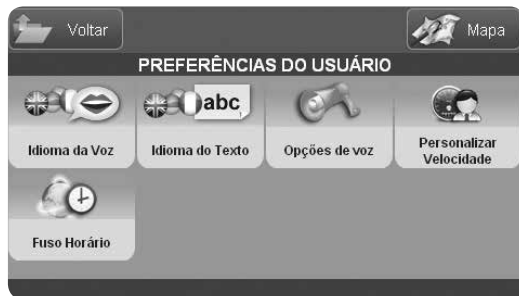 Voltar
Mapa
PREFERÊNCIAS DO USUÁRIO
abc
Idioma da Voz
Idioma do Texto
Opções de voz
Personalizar
Velocidade
Fuso Horário